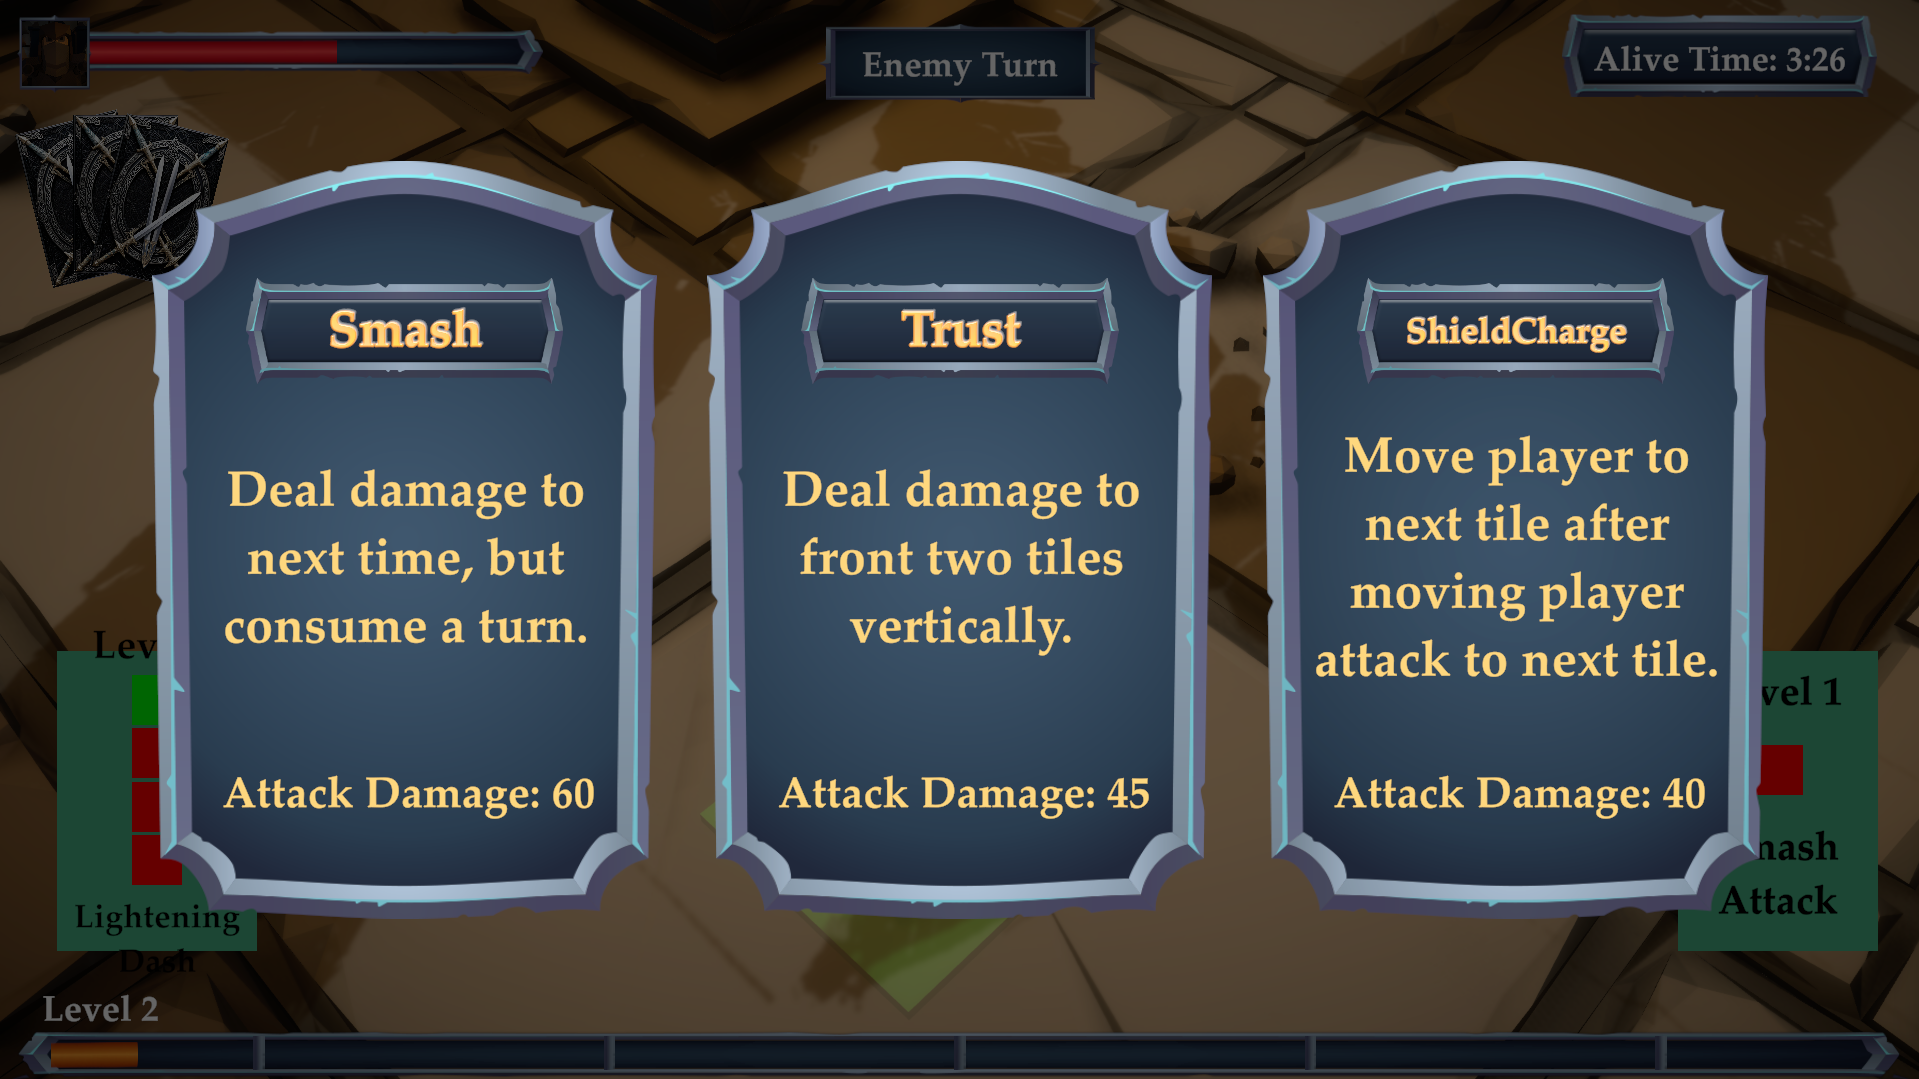 Enemy Turn
Alive Time: 3:26
Smash
Deal damage to
next time, but
consume a turn.
Attack Damage: 60
Trust
Deal damage to
front two tiles
vertically.
Attack Damage: 45
ShieldCharge
Move player to
next tile after
moving player
attack to next tile.
Attack Damage: 40
Lev
Lightening
Dash
vel 1
mash
Attack
Level 2